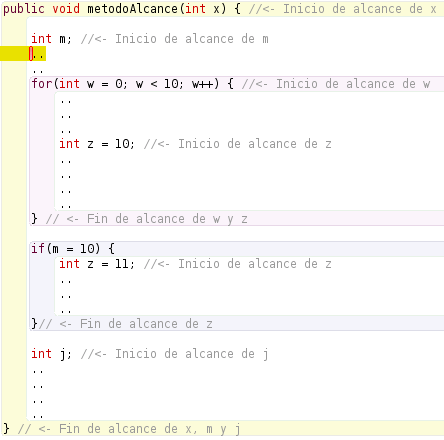 public void metodoAlcance(int x) { //<- Inicio de alcance de x
int m; //<- Inicio de alcance de m
..
..
for(int w = 0; w < 10; w++) { //<- Inicio de alcance de w
..
..
..
int z = 10; //<- Inicio de alcance de z
..
..
..
..
} // <- Fin de alcance de w y z
if(m = 10) {
int z = 11; //<- Inicio de alcance de z
..
..
..
}// <- Fin de alcance de z
int j; //<- Inicio de alcance de j
..
..
..
..
} // <- Fin de alcance de x, m y j